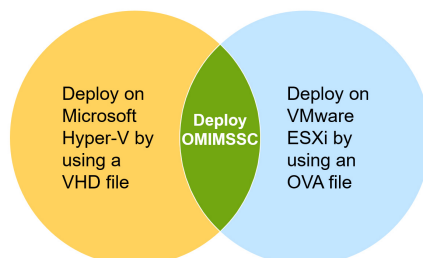 Deploy on
Microsoft
Hyper-V by
using a
VHD file
Deploy
OMIMSSC
Deploy on
VMware
ESXi by
using an
OVA file